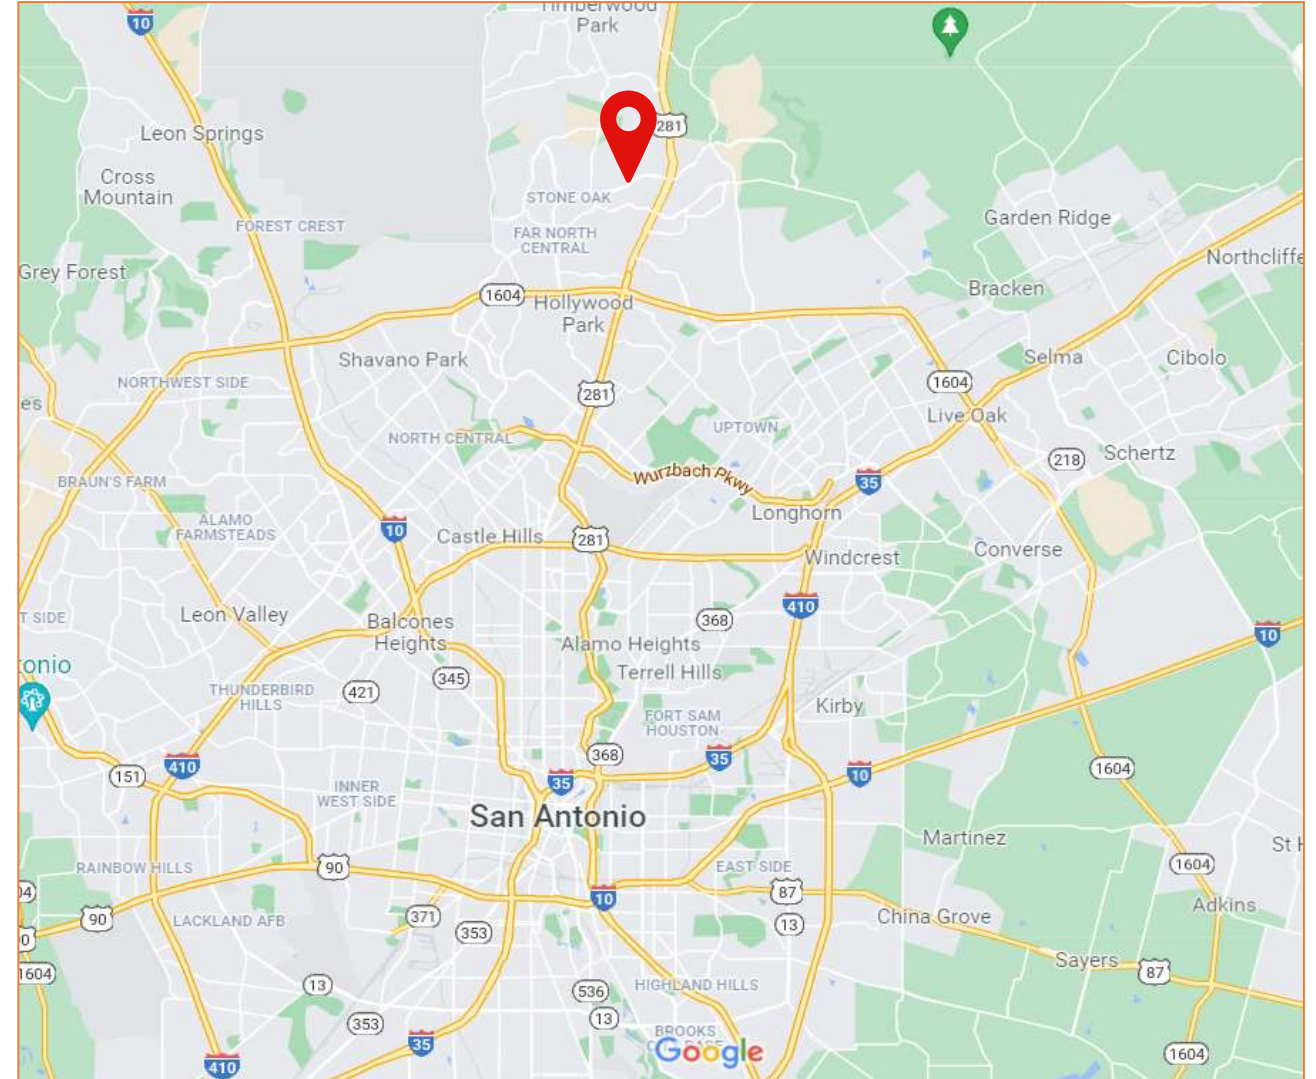 Timberwood
Park
10
281
Leon Springs
Cross
Mountain
STONE OAK
Garden Ridge
FOREST CREST
FAR NORTH
CENTRAL
Northcliffe
Grey Forest
Bracken
1604
Hollywood
Park
Shavano Park
Selma
Cibolo
NORTHWEST SIDE
1604
281
es
Live Oak
UPTOWN
NORTH CENTRAL
218
Schertz
Wurzbach Pkwy
BRAUN'S FARM
35
Longhorn
ALAMO
FARMSTEADS
10
Castle Hills
281
Windcrest
Converse
410
T SIDE
Leon Valley
Balcones
Heights
368
10
Alamo Heights
onio
Terrell Hills
345
THUNDERBIRD
HILLS
421
Kirby
FORT SAM
HOUSTON
368
35
410
151
35
10
1604
INNER
WEST SIDE
San Antonio
Martinez
St H
RAINBOW HILLS
90
EAST SIDE
1604
04
10
87
Adkins
90
LACKLAND AFB
371
353
13
China Grove
0
1604
Sayers
87
13
536
HIGHLAND HILLS
353
13
35
BROOKS
Google
1604
410